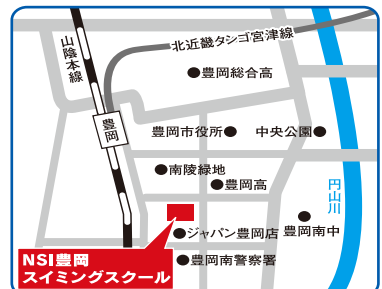 北近畿タンゴ宮津線
山陰本線
豊岡総合高
豊岡
豊岡市役所
中央公園
南陵緑地
豊岡高
円山川
ジャパン豊岡店
豊岡南中
NSI豊岡
スイミングスクール
豊岡南警察署